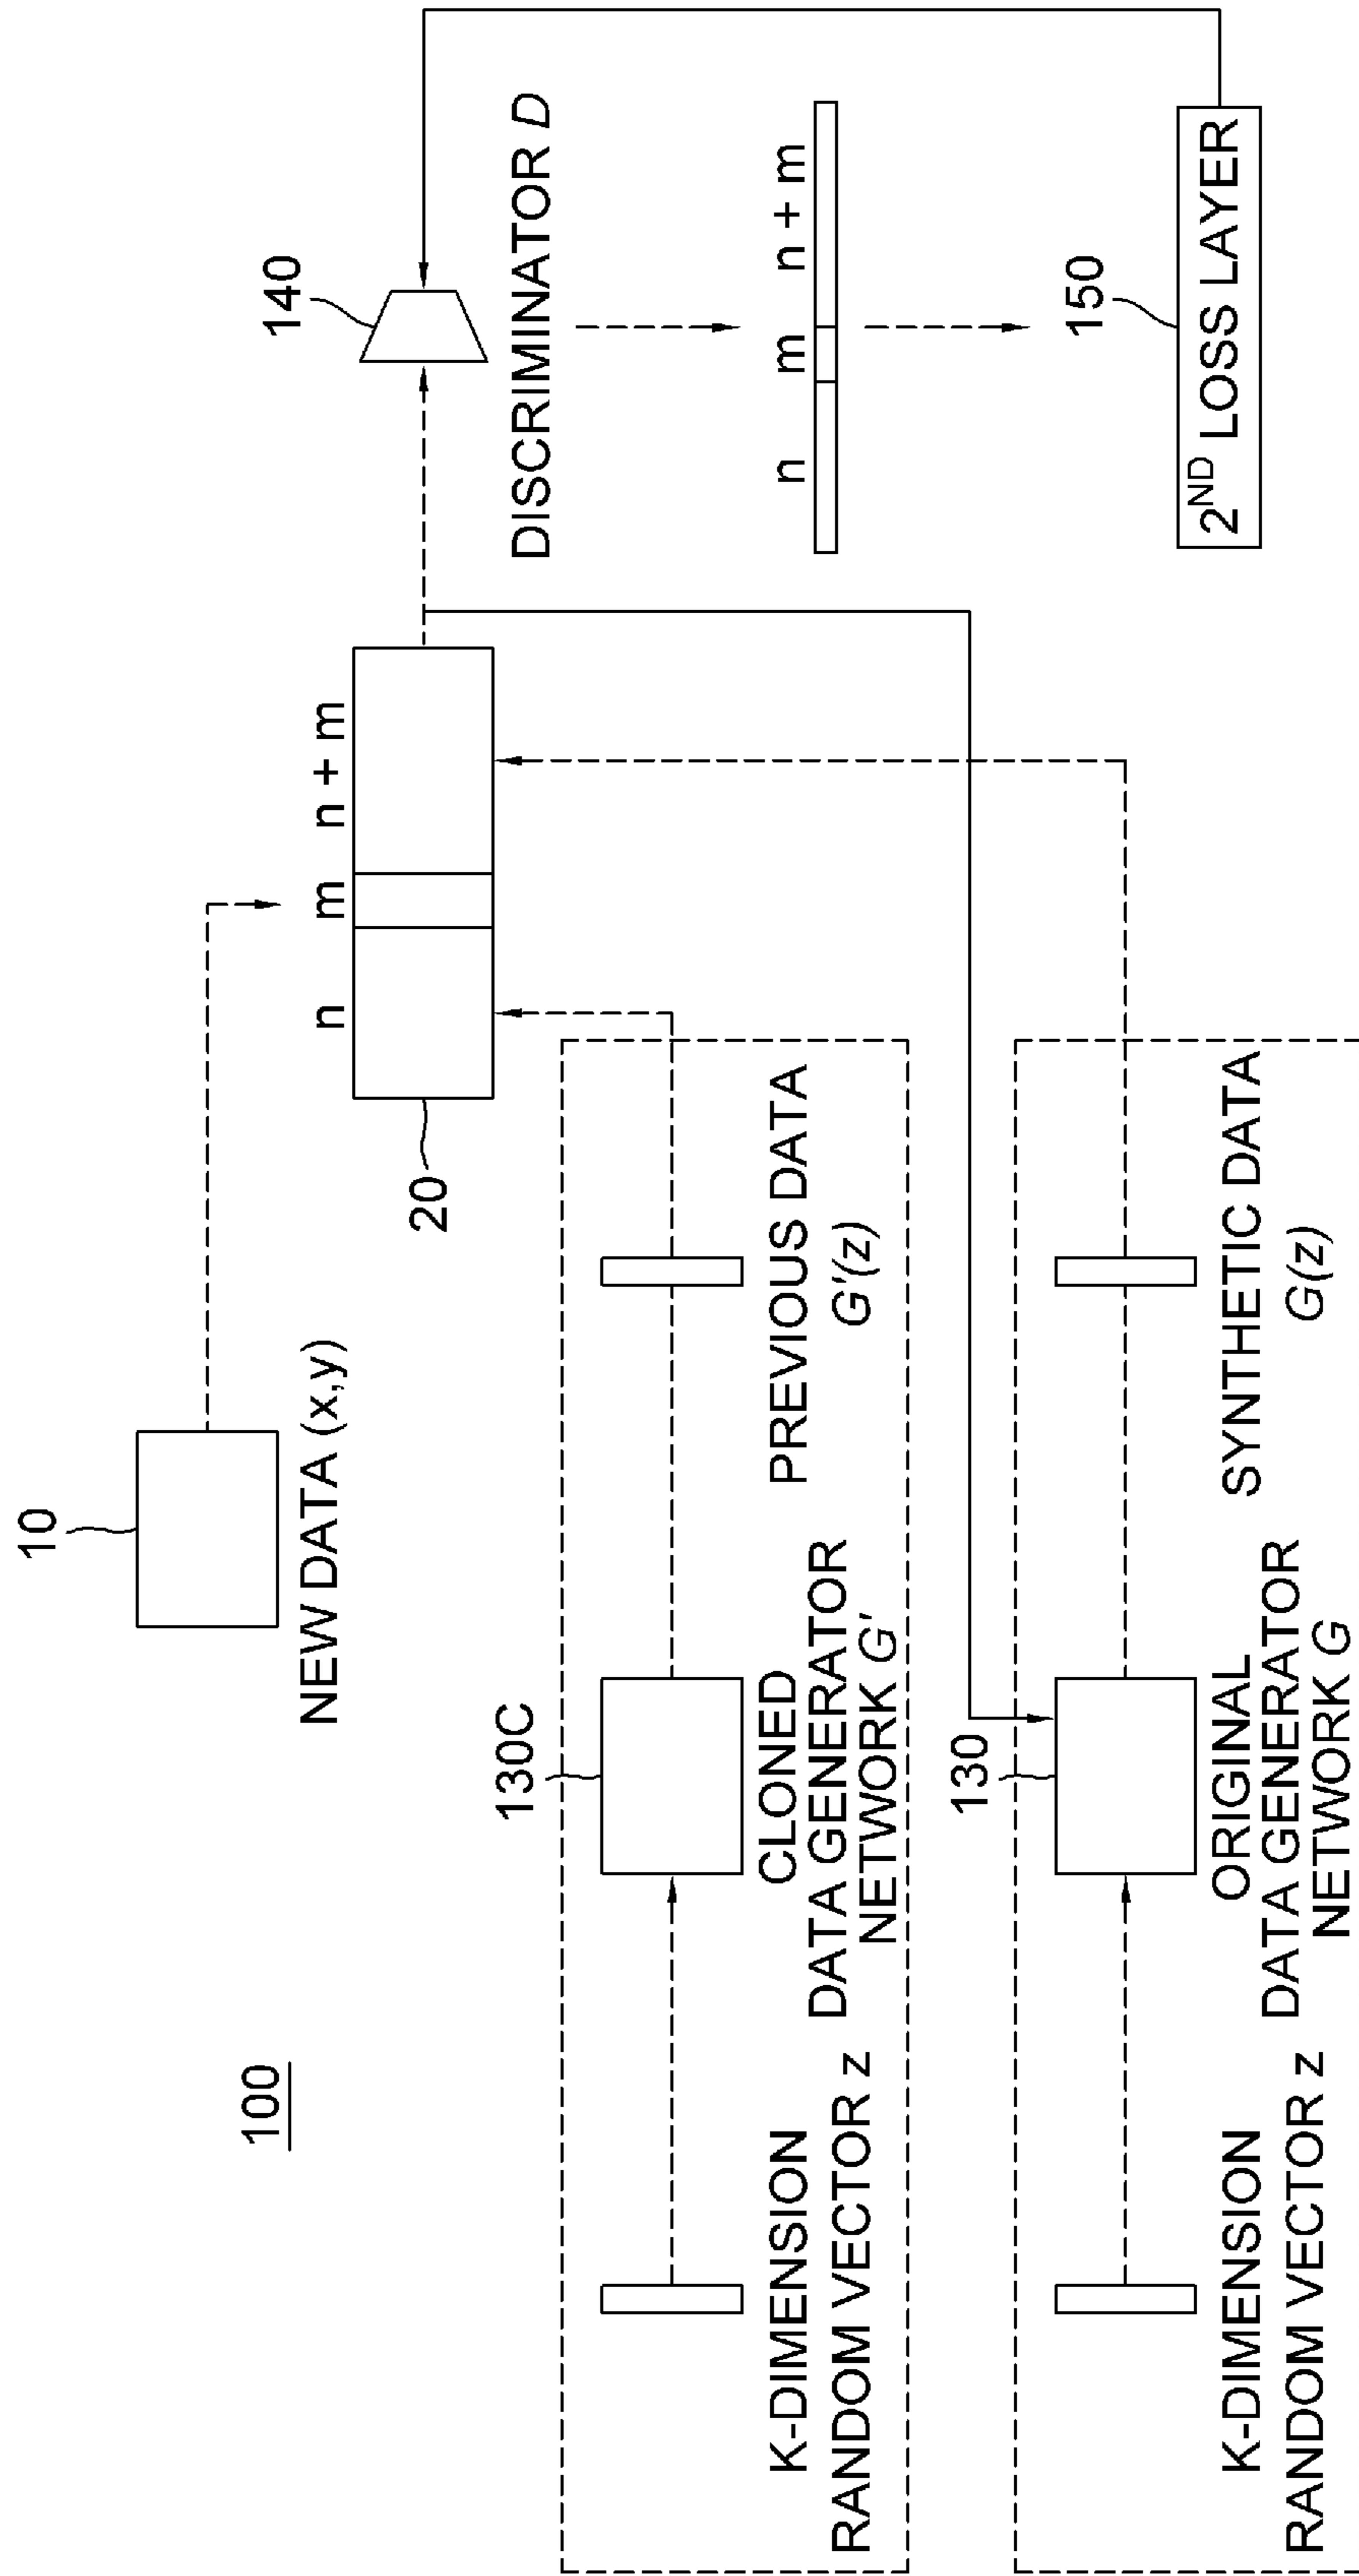 100
10
NEW DATA (x,y)
n
m
n + m
20
140
DISCRIMINATOR D
n
m
n + m
150
2ND LOSS LAYER
130C
K-DIMENSION
RANDOM VECTOR z
CLONED
DATA GENERATOR
NETWORK G'
PREVIOUS DATA
G'(z)
130
K-DIMENSION
RANDOM VECTOR z
ORIGINAL
DATA GENERATOR
NETWORK G
SYNTHETIC DATA
G(z)